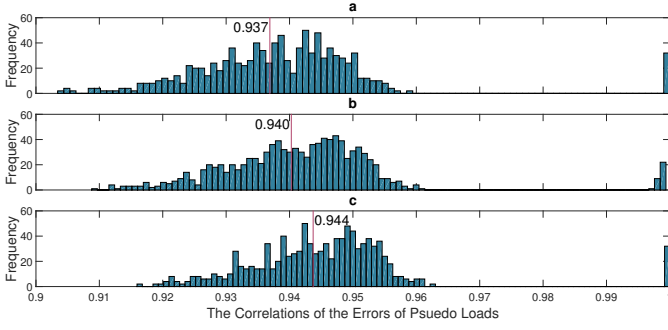 a
60
40
20
0
Frequency
0.937
b
60
40
20
0
Frequency
0.940
c
60
40
20
0
Frequency
0.944
0.9 0.91 0.92 0.93 0.94 0.95 0.96 0.97 0.98 0.99
The Correlations of the Errors of Psuedo Loads